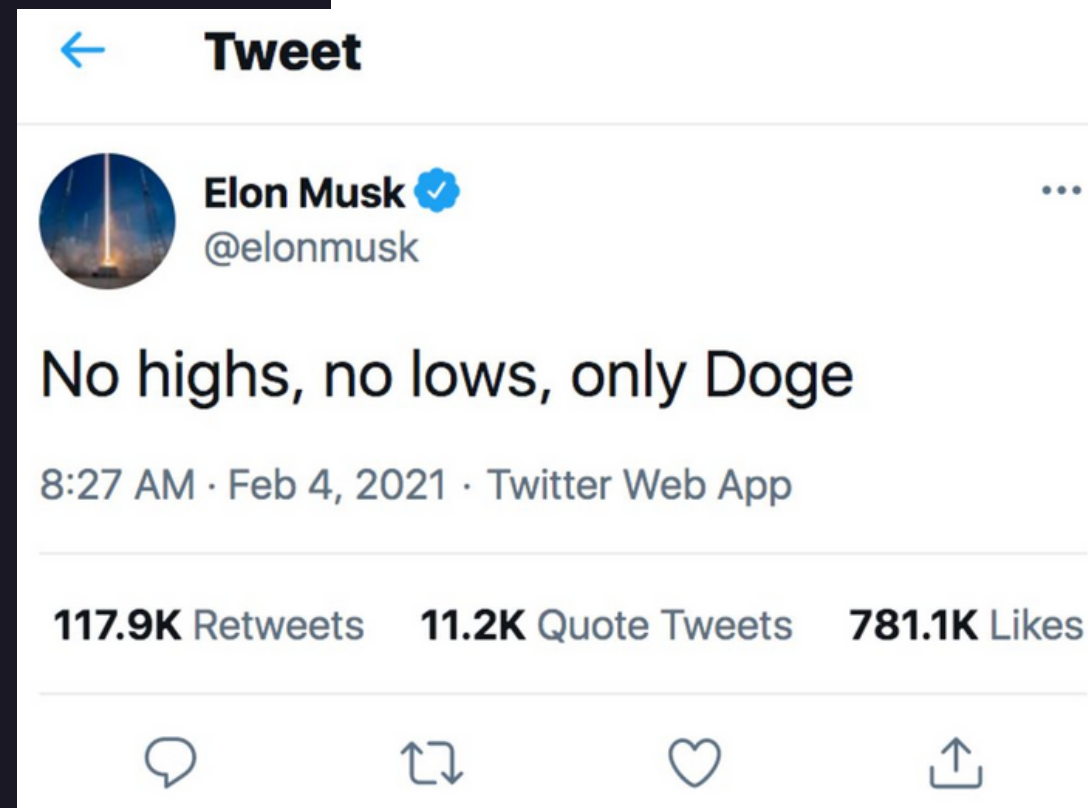 Tweet
Elon Musk
@elonmusk
No highs, no lows, only Doge
8:27 AM · Feb 4, 2021 · Twitter Web App
117.9K Retweets 11.2K Quote Tweets 781.1K Likes